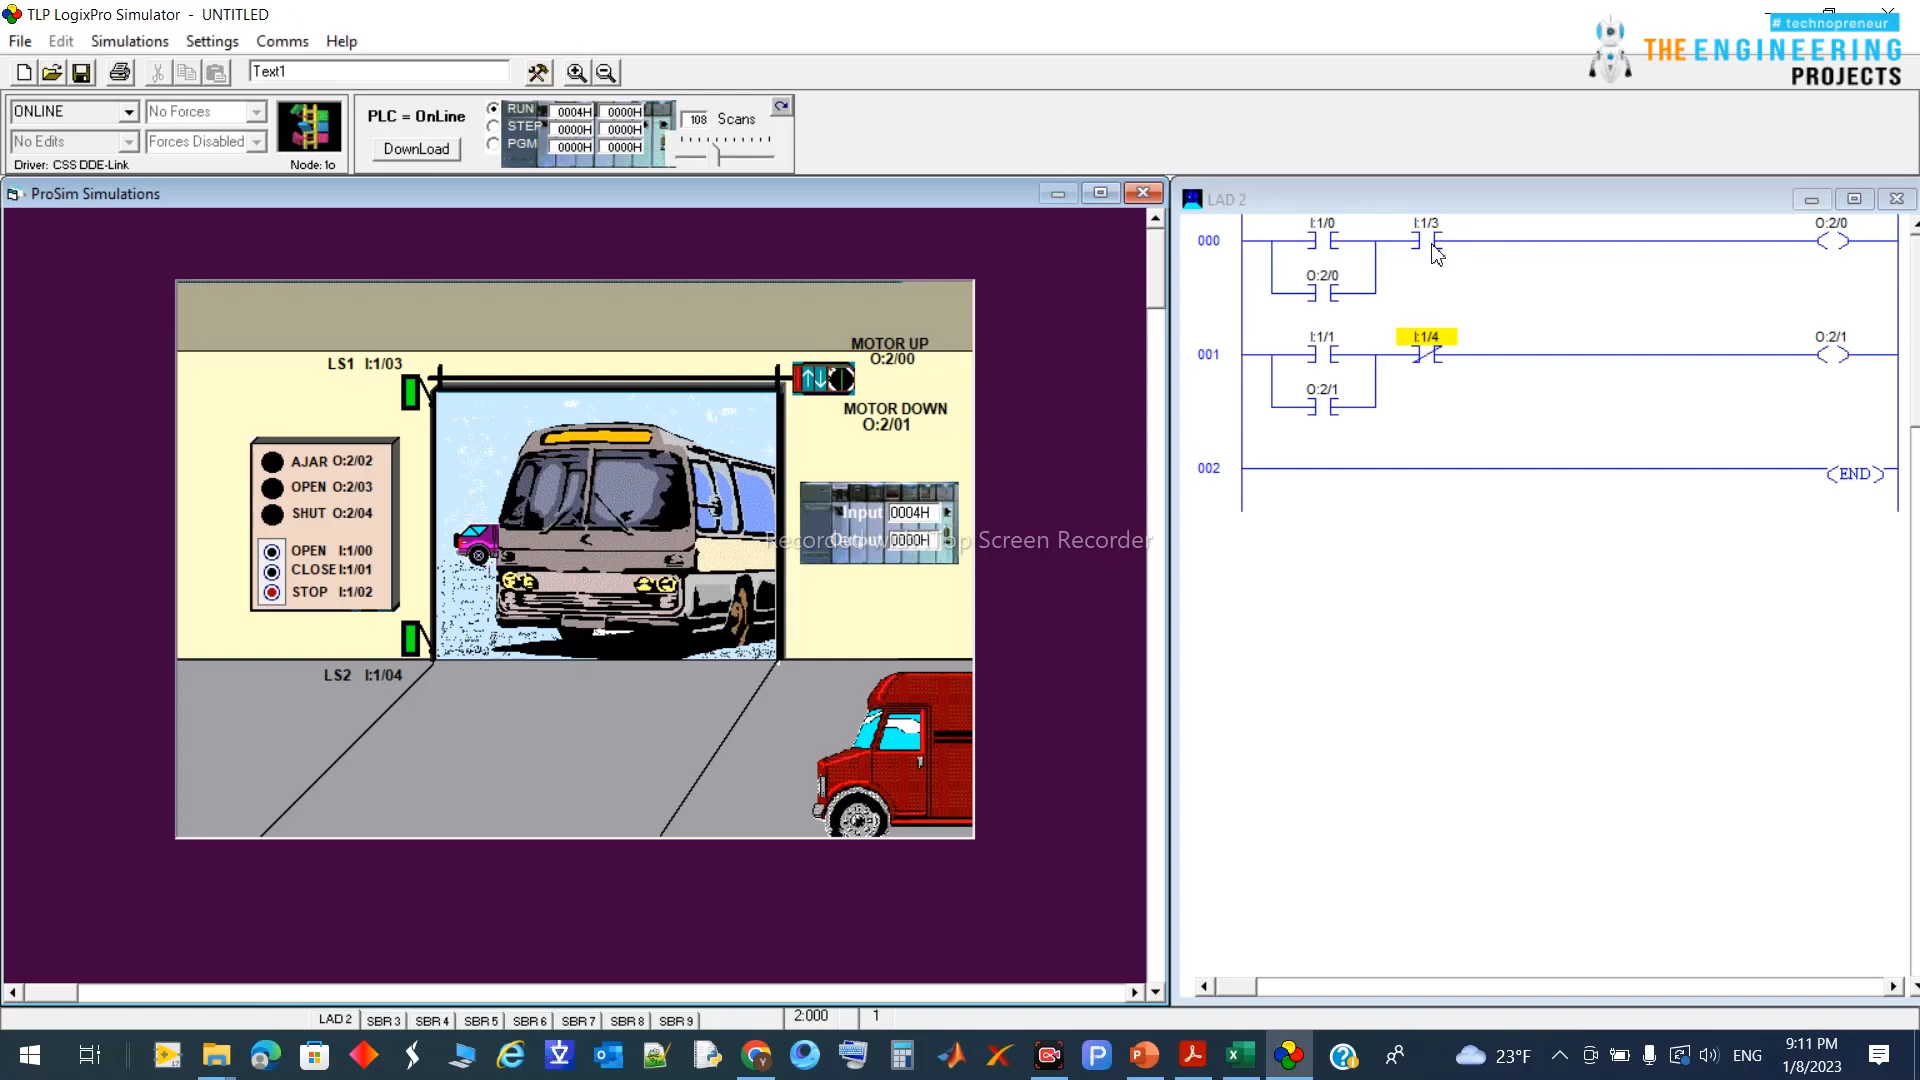 TLP LogixPro Simulator - UNTITLED
# technopreneur
THE ENGINEERING
PROJECTS
File Edit Simulations Settings Comms Help
Text1
ONLINE No Forces
No Edits Forces Disabled
Driver: CSS DDE-Link Node: 1o
PLC = OnLine
DownLoad
RUN 0004H 0000H
STEP 0000H 0000H
PGM 0000H 0000H
108 Scans
ProSim Simulations
MOTOR UP
O:2/00
LS1 I:1/03
MOTOR DOWN
O:2/01
AJAR O:2/02
OPEN O:2/03
SHUT O:2/04
OPEN I:1/00
CLOSE I:1/01
STOP I:1/02
Input 0004H
Output 0000H
LS2 I:1/04
Screen Recorder
LAD 2
I:1/0 I:1/3 O:2/0
000
O:2/0
I:1/1 I:1/4 O:2/1
001
O:2/1
002 END
LAD 2 SBR 3 SBR 4 SBR 5 SBR 6 SBR 7 SBR 8 SBR 9 2:000 1
23°F ENG 9:11 PM
1/8/2023